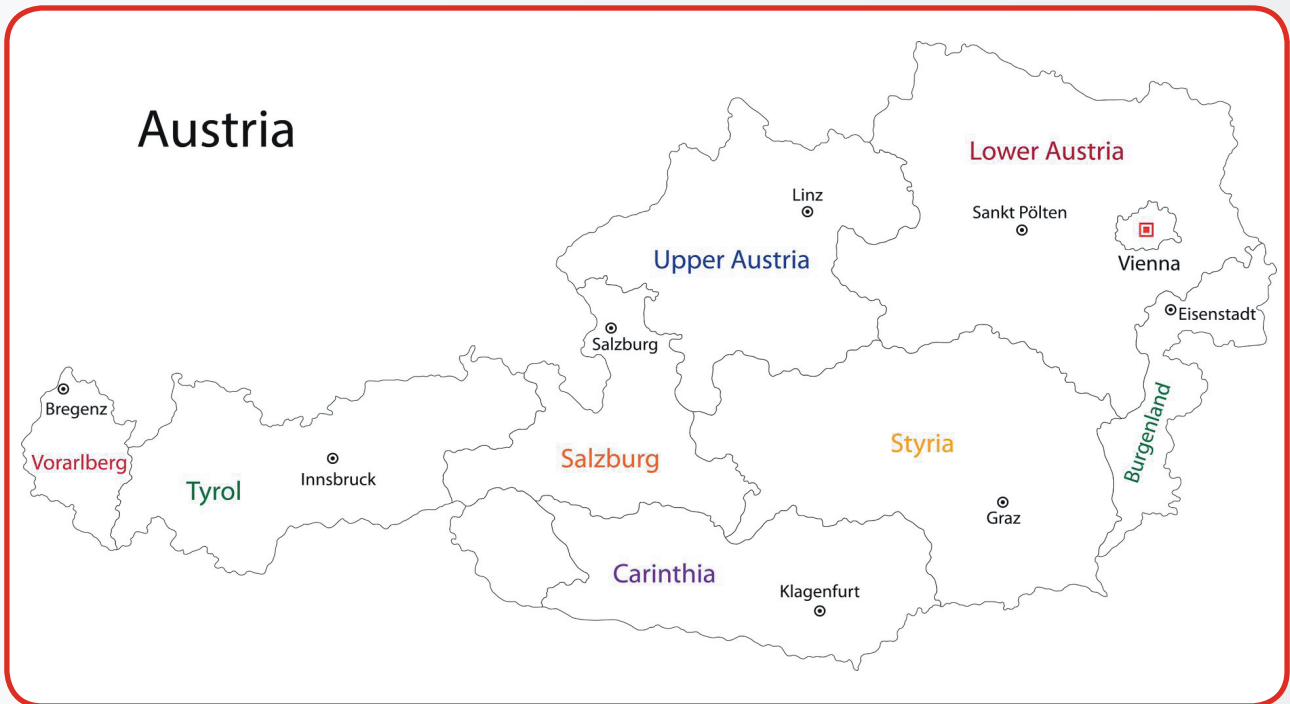 Austria
Lower Austria
Linz
Sankt Pölten
Upper Austria
Vienna
Eisenstadt
Salzburg
Bregenz
Burgenland
Styria
Vorarlberg
Salzburg
Innsbruck
Tyrol
Graz
Carinthia
Klagenfurt